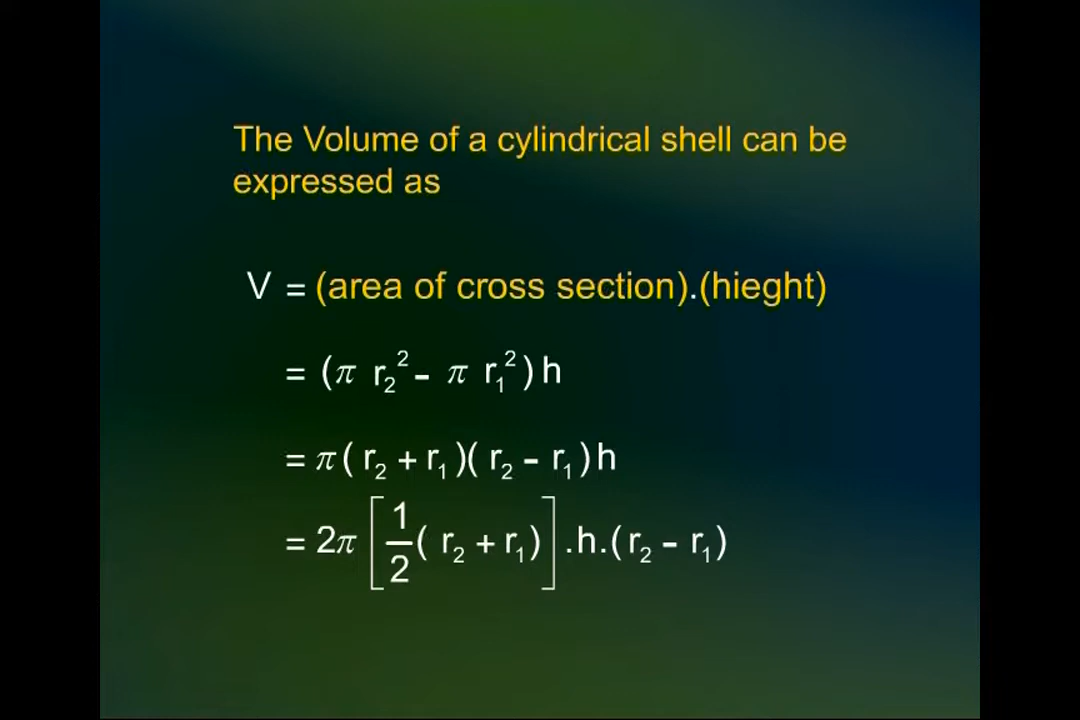 The Volume of a cylindrical shell can be
expressed as
V = (area of cross section).(hieght)
= (π r₂² - π r₁²)h
= π(r₂ + r₁)(r₂ - r₁)h
= 2π [1/2(r₂ + r₁)].h.(r₂ - r₁)